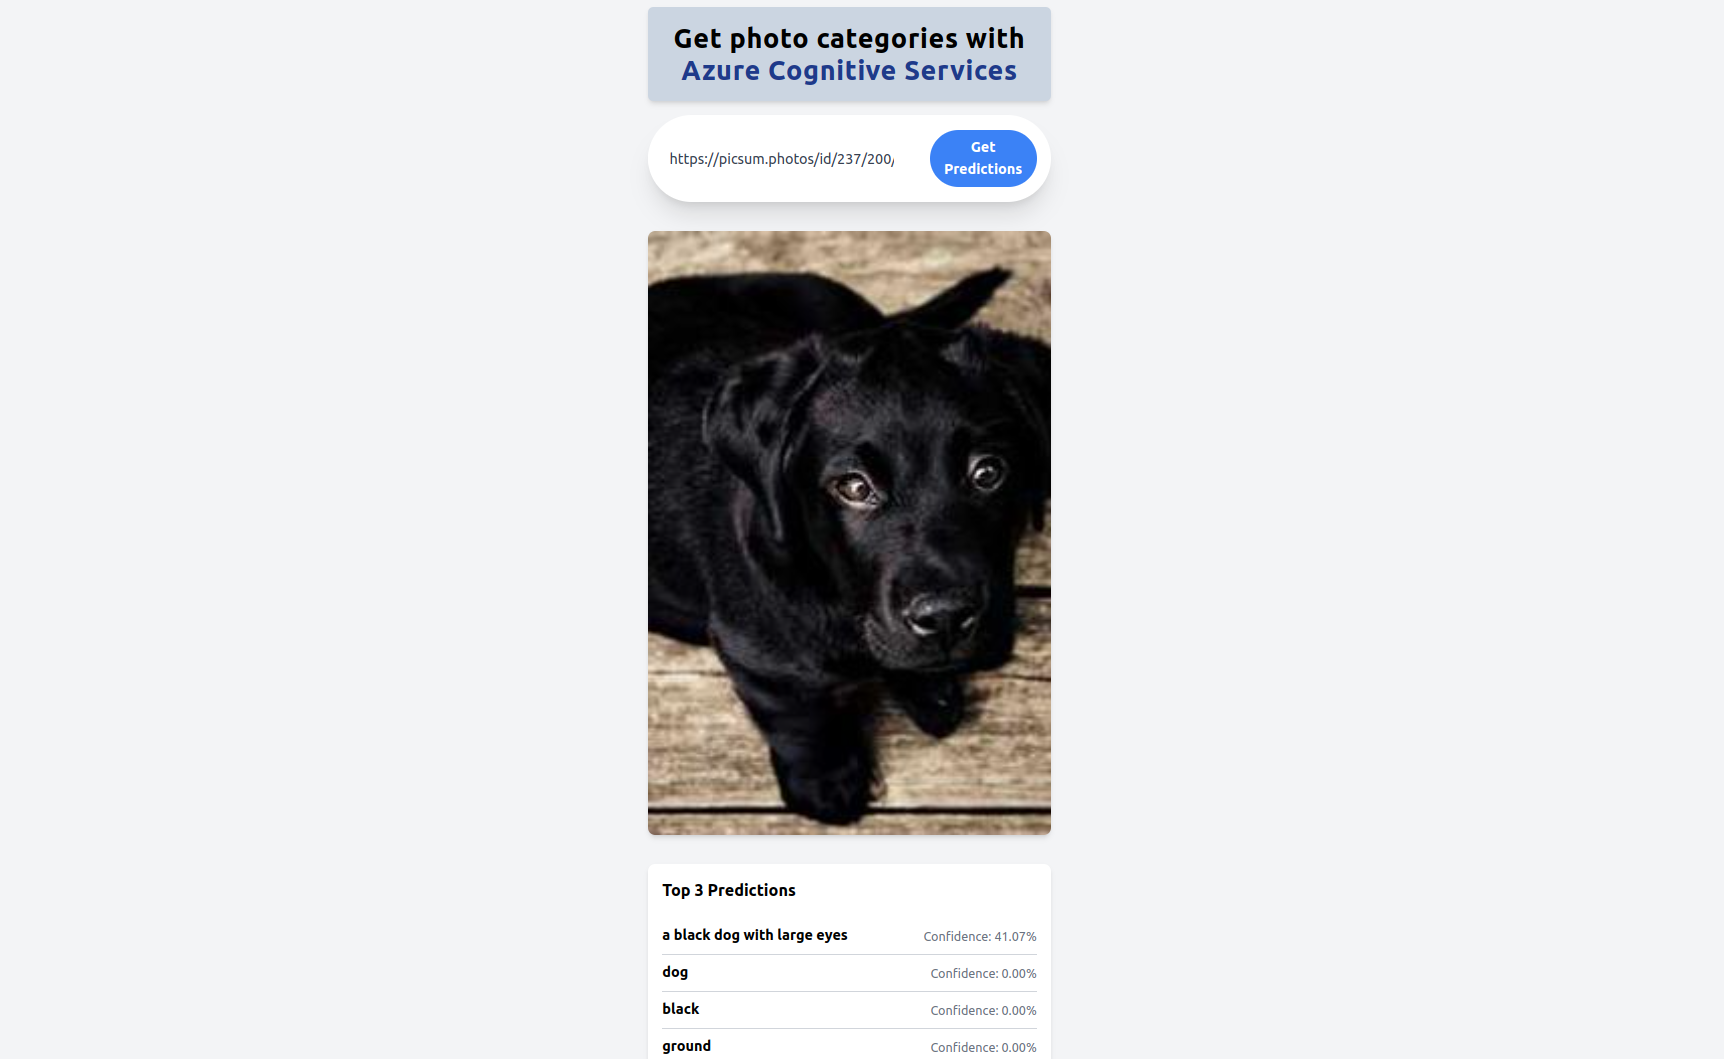 Get photo categories with
Azure Cognitive Services
https://picsum.photos/id/237/200/
Get
Predictions
Top 3 Predictions
a black dog with large eyes Confidence: 41.07%
dog Confidence: 0.00%
black Confidence: 0.00%
ground Confidence: 0.00%